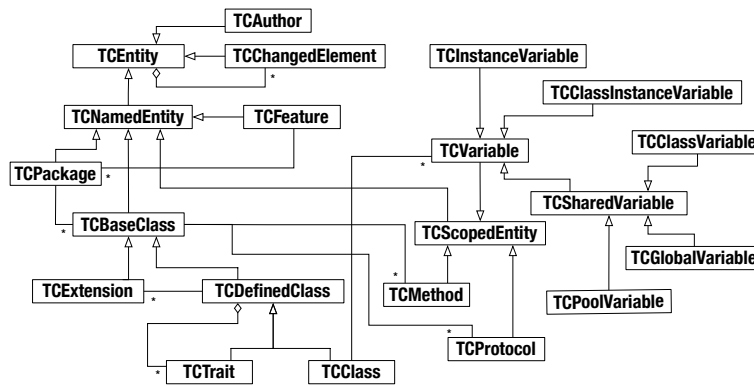 TCAuthor
TCEntity
TCChangedElement
*
TCInstanceVariable
TCClassInstanceVariable
TCNamedEntity
TCFeature
TCClassVariable
TCVariable
*
TCPackage
*
TCSharedVariable
TCBaseClass
*
TCScopedEntity
TCGlobalVariable
TCExtension
*
TCDefinedClass
*
TCMethod
TCPoolVariable
*
TCProtocol
*
TCTrait
TCClass